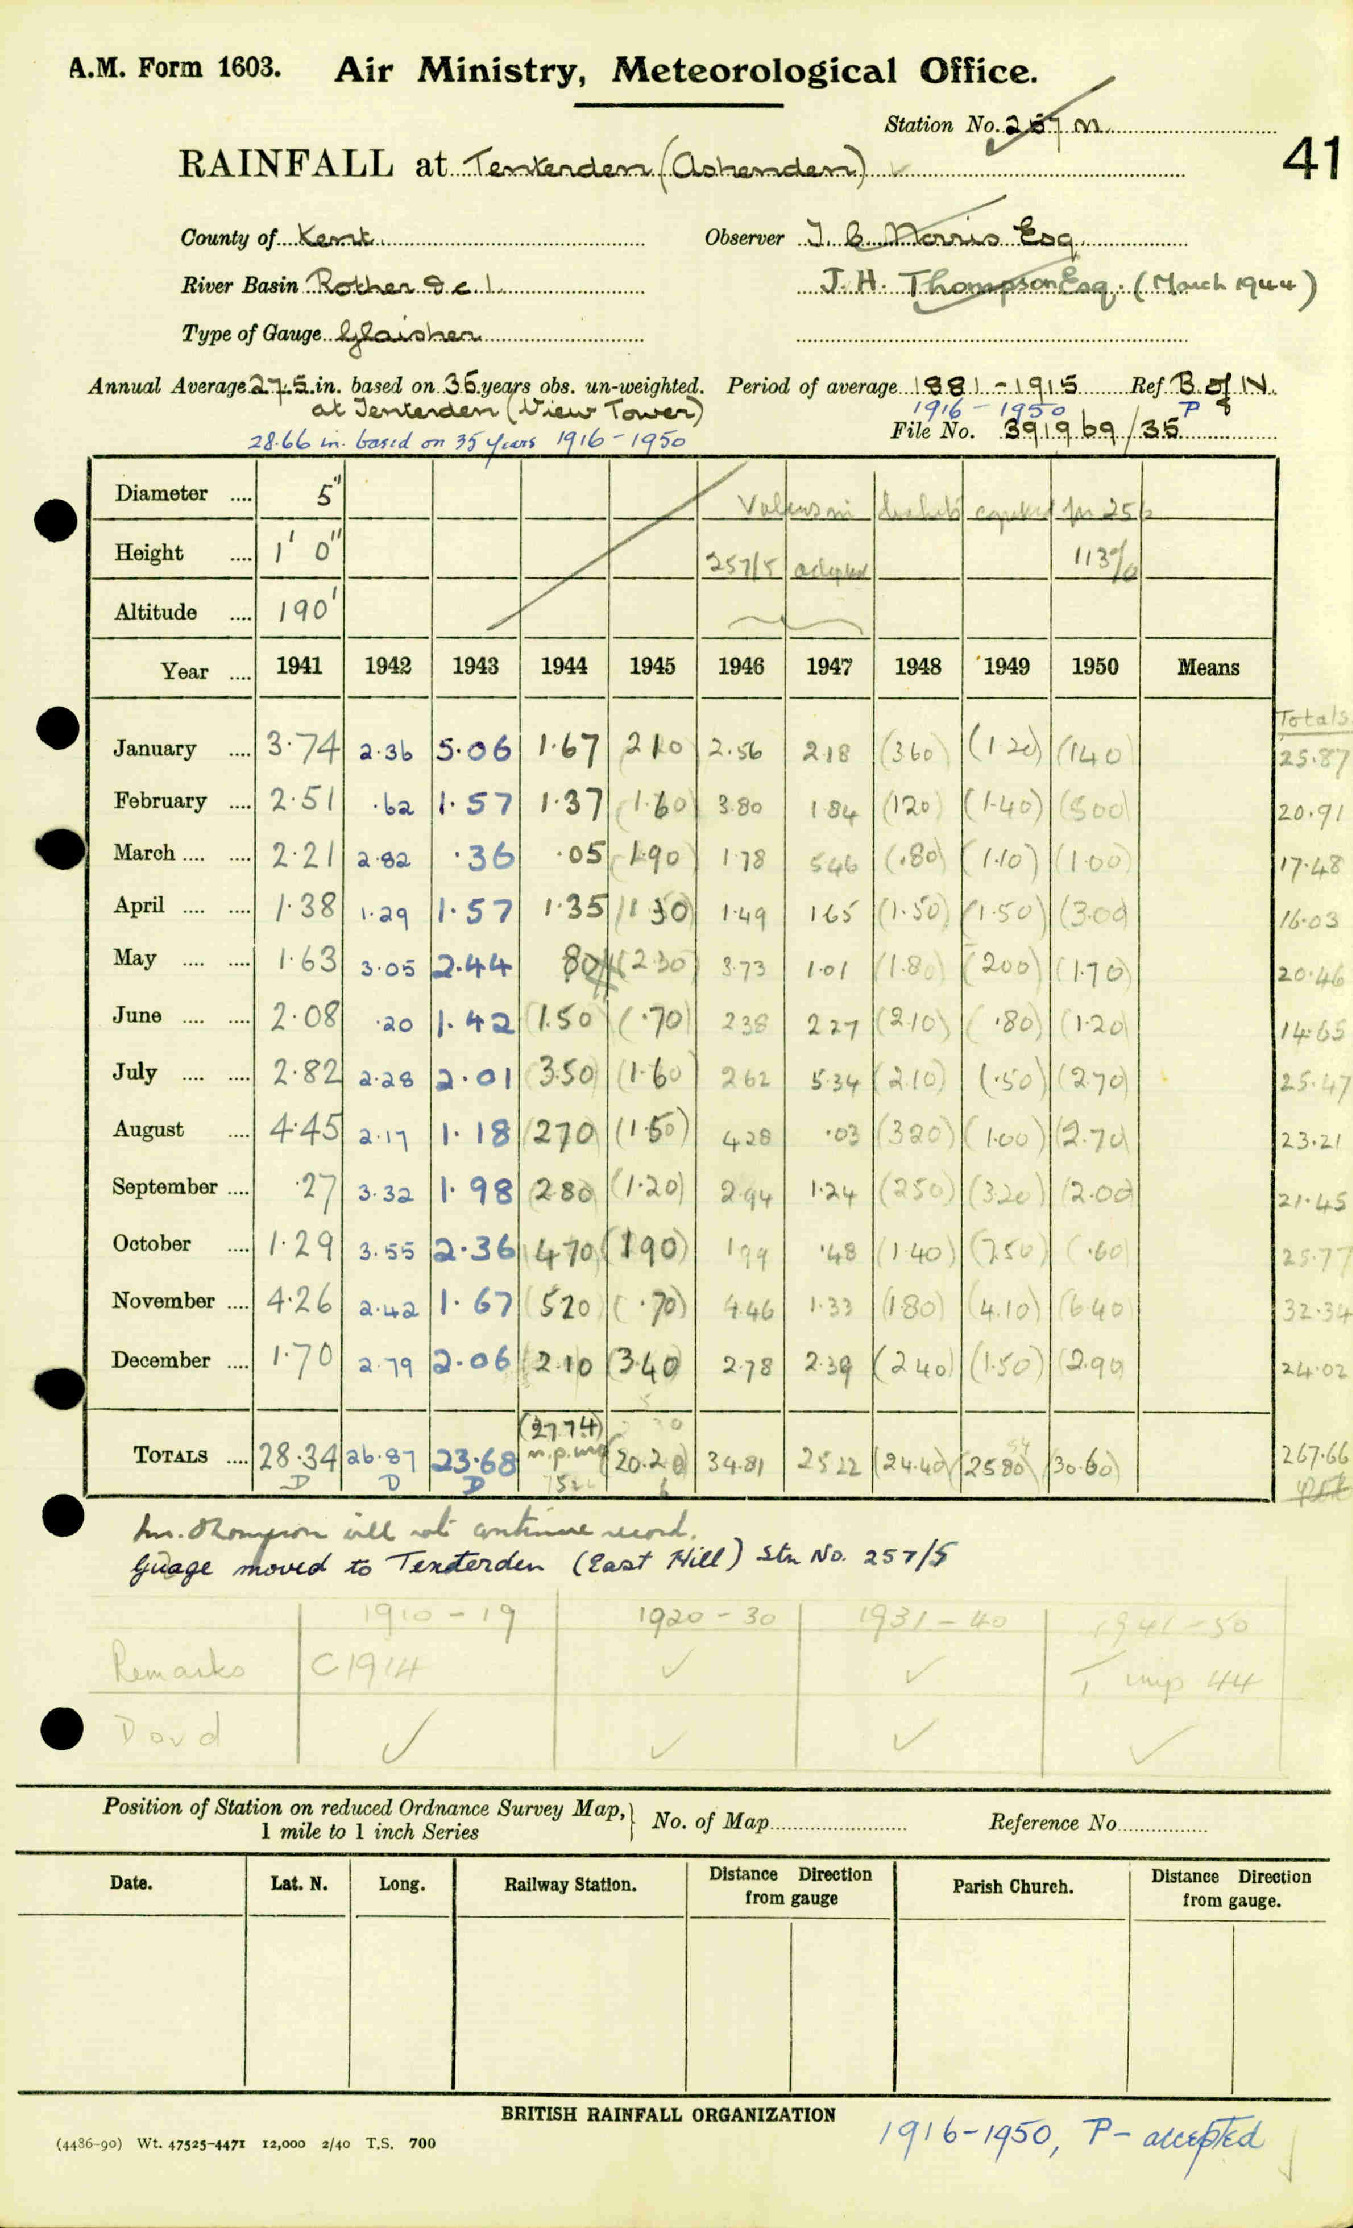 A.M. Form 1603. Air Ministry, Meteorological Office.
Station No. 257 M
41
RAINFALL at Tenterden (Ashenden)
County of Kent Observer J. C. Norris Esq
River Basin Rother &c 1. J. H. Thompson Esq. (March 1944)
Type of Gauge Glaisher
Annual Average 27.5 in. based on 35 years obs. un-weighted. Period of average 1881-1915 Ref B. of N.
at Tenterden (View Tower) 1916-1950 P 8
28.66 in. based on 35 years 1916-1950 File No. 391969/35
Diameter .... 5" Values in brackets computed for 256
Height .... 1' 0" 257/5 adopted 113%
Altitude .... 190'
Year .... 1941 1942 1943 1944 1945 1946 1947 1948 1949 1950 Means
Totals
January .... 3.74 2.36 5.06 1.67 2.10 2.56 2.18 (3.60) (1.20) (1.40) 25.87
February .... 2.51 .62 1.57 1.37 (1.60) 3.80 1.84 (1.20) (1.40) (5.00) 20.91
March .... .... 2.21 2.82 .36 .05 (1.90) 1.78 5.46 (.80) (1.10) (1.00) 17.48
April .... .... 1.38 1.29 1.57 1.35 (1.30) 1.49 1.65 (1.50) (1.50) (3.00) 16.03
May .... .... 1.63 3.05 2.44 .80 (2.30) 3.73 1.01 (1.80) (2.00) (1.70) 20.46
June .... .... 2.08 .20 1.42 (1.50) (.70) 2.38 2.27 (2.10) (.80) (1.20) 14.65
July .... .... 2.82 2.28 2.01 (3.50) (1.60) 2.62 5.34 (2.10) (.50) (2.70) 25.47
August .... 4.45 2.17 1.18 (2.70) (1.50) 4.28 .03 (3.20) (1.00) (2.70) 23.21
September .... .27 3.32 1.98 (2.80) (1.20) 2.94 1.24 (2.50) (3.20) (2.00) 21.45
October .... 1.29 3.55 2.36 (4.70) (1.90) 1.99 .48 (1.40) (7.50) (.60) 25.77
November .... 4.26 2.42 1.67 (5.20) (.70) 4.46 1.33 (1.80) (4.10) (6.40) 32.34
December .... 1.70 2.79 2.06 (2.10) (3.40) 2.78 2.39 (2.40) (1.50) (2.90) 24.02
(27.74)
TOTALS .... 28.34 26.87 23.68 n.p. (20.20) 34.81 25.22 (24.40) (25.80) (30.60) 267.66
D D D
Mr. Thompson will not continue record.
Guage moved to Tenterden (East Hill) Stn No. 257/5
1910-19 1920-30 1931-40 1941-50
Remarks C1914 ✓ ✓ T imp 44
Davd ✓ ✓ ✓ ✓
Position of Station on reduced Ordnance Survey Map, 1 mile to 1 inch Series No. of Map Reference No
Date. Lat. N. Long. Railway Station. Distance Direction from gauge Parish Church. Distance Direction from gauge.
BRITISH RAINFALL ORGANIZATION
1916-1950, P- accepted
(4486-90) Wt. 47525-4471 12,000 2/40 T.S. 700